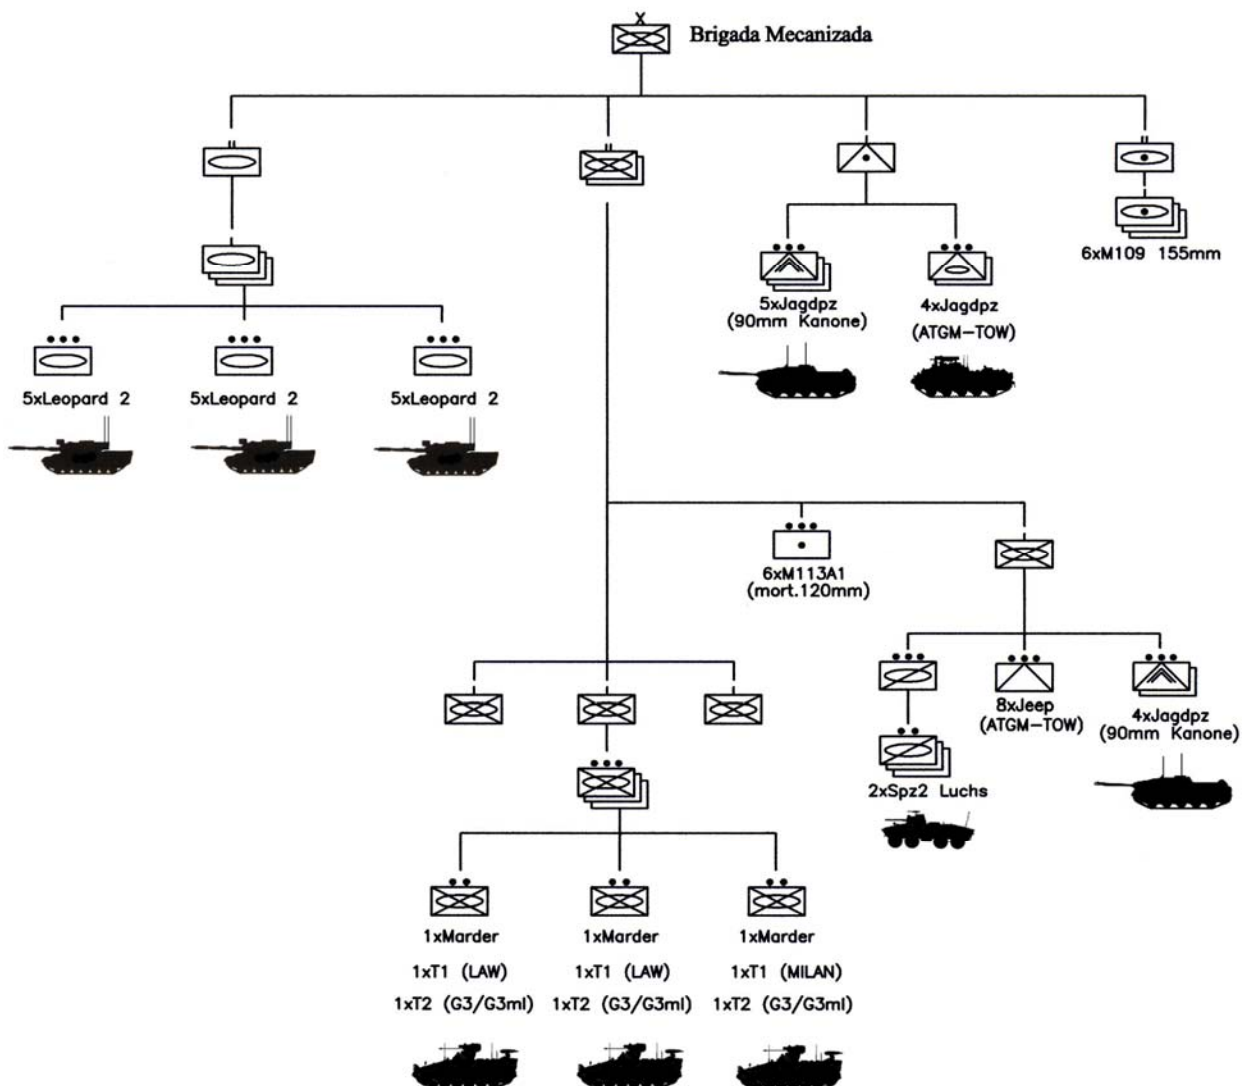 Brigada Mecanizada
6xM109 155mm
5xJagdpz
(90mm Kanone)
4xJagdpz
(ATGM-TOW)
5xLeopard 2
5xLeopard 2
5xLeopard 2
6xM113A1
(mort.120mm)
8xJeep
(ATGM-TOW)
4xJagdpz
(90mm Kanone)
2xSpz2 Luchs
1xMarder
1xT1 (LAW)
1xT2 (G3/G3ml)
1xMarder
1xT1 (LAW)
1xT2 (G3/G3ml)
1xMarder
1xT1 (MILAN)
1xT2 (G3/G3ml)